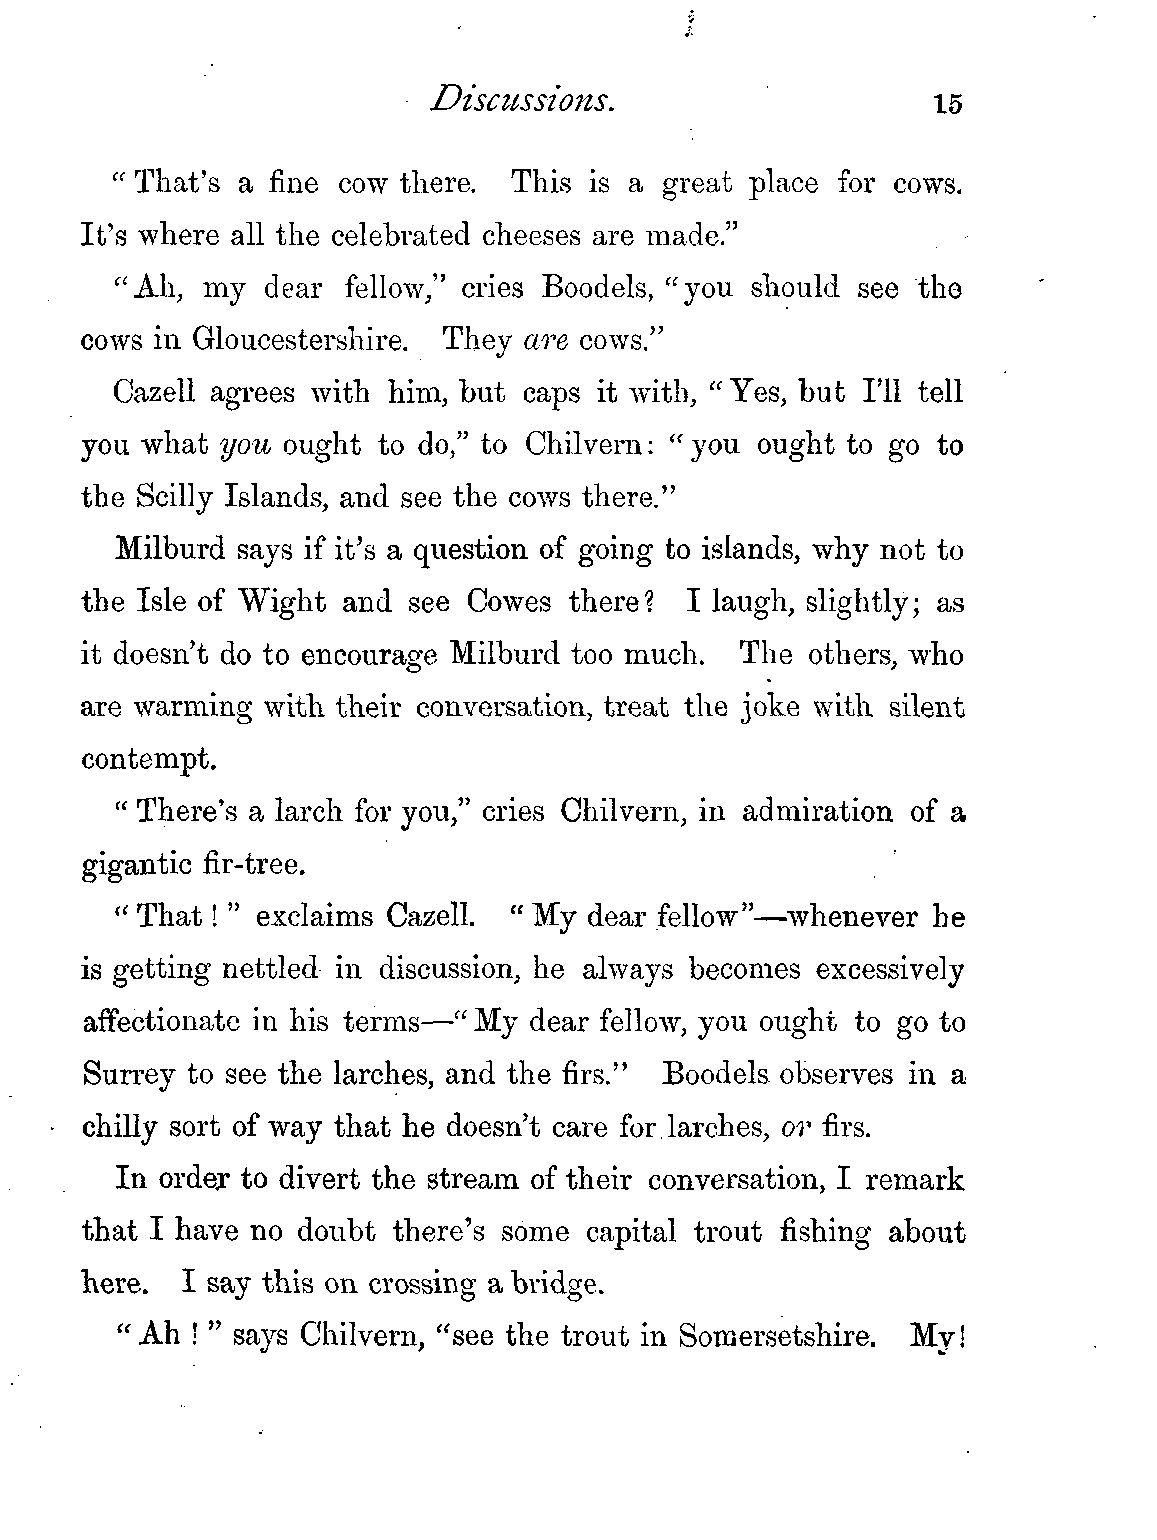 Discussions. 15
"That's a fine cow there. This is a great place for cows.
It's where all the celebrated cheeses are made."
"Ah, my dear fellow," cries Boodels, "you should see the
cows in Gloucestershire. They are cows."
Cazell agrees with him, but caps it with, "Yes, but I'll tell
you what you ought to do," to Chilvern: "you ought to go to
the Scilly Islands, and see the cows there."
Milburd says if it's a question of going to islands, why not to
the Isle of Wight and see Cowes there? I laugh, slightly; as
it doesn't do to encourage Milburd too much. The others, who
are warming with their conversation, treat the joke with silent
contempt.
"There's a larch for you," cries Chilvern, in admiration of a
gigantic fir-tree.
"That!" exclaims Cazell. "My dear fellow"—whenever he
is getting nettled in discussion, he always becomes excessively
affectionate in his terms—"My dear fellow, you ought to go to
Surrey to see the larches, and the firs." Boodels observes in a
chilly sort of way that he doesn't care for larches, or firs.
In order to divert the stream of their conversation, I remark
that I have no doubt there's some capital trout fishing about
here. I say this on crossing a bridge.
"Ah!" says Chilvern, "see the trout in Somersetshire. My!